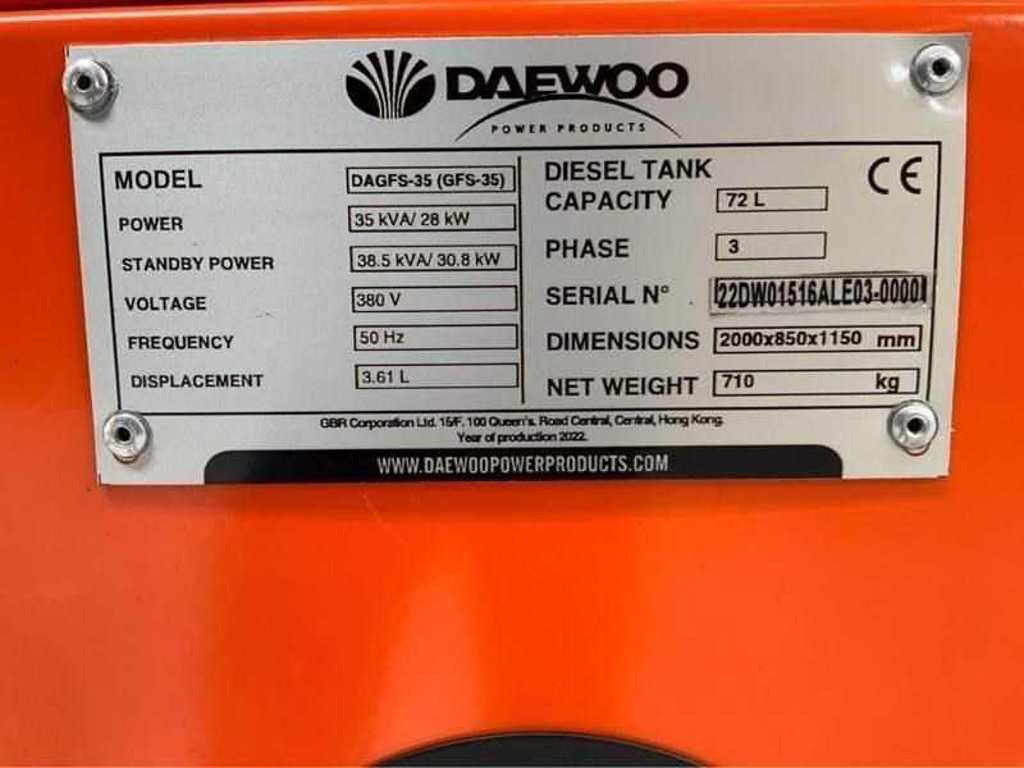 DAEWOO
POWER PRODUCTS
MODEL DAGFS-35 (GFS-35)
POWER 35 kVA/ 28 kW
STANDBY POWER 38.5 kVA/ 30.8 kW
VOLTAGE 380 V
FREQUENCY 50 Hz
DISPLACEMENT 3.61 L
DIESEL TANK
CAPACITY 72 L
CE
PHASE 3
SERIAL N° 22DW01516ALE03-0000
DIMENSIONS 2000x850x1150 mm
NET WEIGHT 710 kg
GBR Corporation Ltd. 15/F. 100 Queen's. Road Central, Central, Hong Kong.
Year of production 2022.
WWW.DAEWOOPOWERPRODUCTS.COM